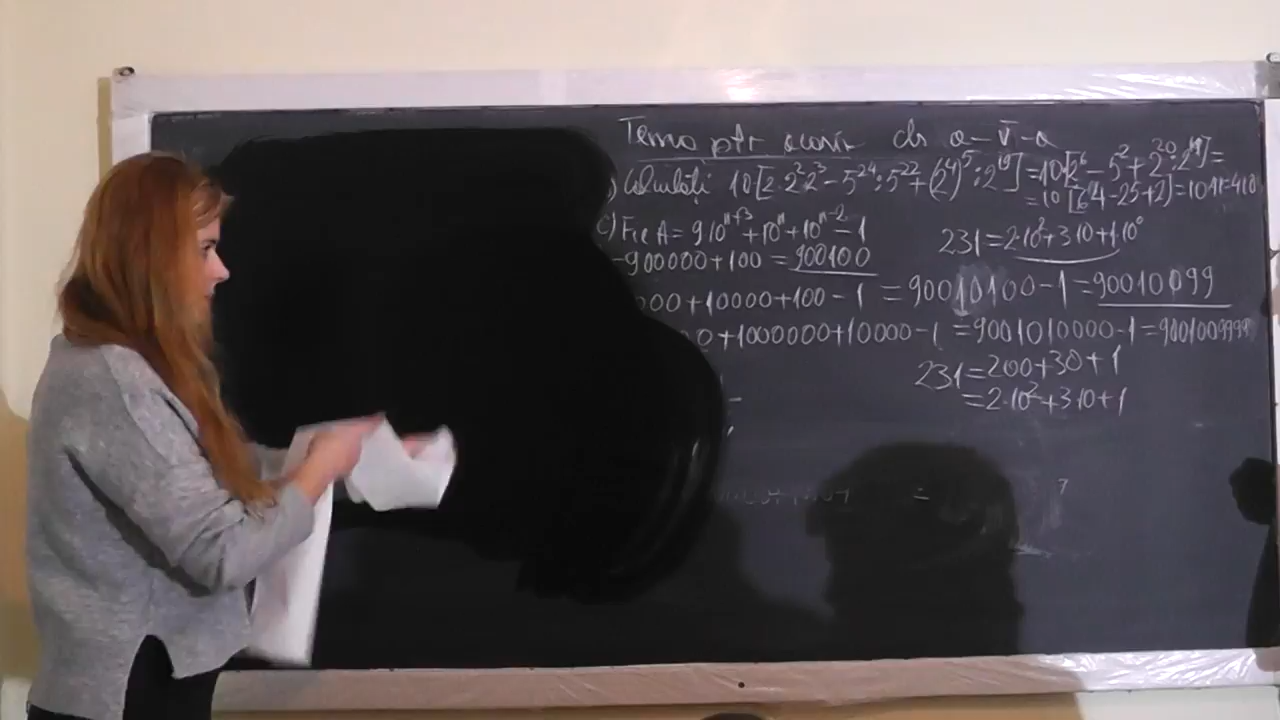 Tema ptr acasă cls a-V-a
) Calculați 10[2·2²·2³-5²⁴:5²²+(2⁴)⁵:2¹⁹]=10[2⁶-5²+2²⁰:2¹⁹]=
=10[64-25+2]=10·41=410
c) Fie A=9·10ⁿ⁺³+10ⁿ+10ⁿ⁻²-1
231=2·10²+3·10+1·10⁰
-900000+100=900100
000+10000+100-1=90010100-1=90010099
0+1000000+10000-1=9001010000-1=9001009999
231=200+30+1
=2·10²+3·10+1